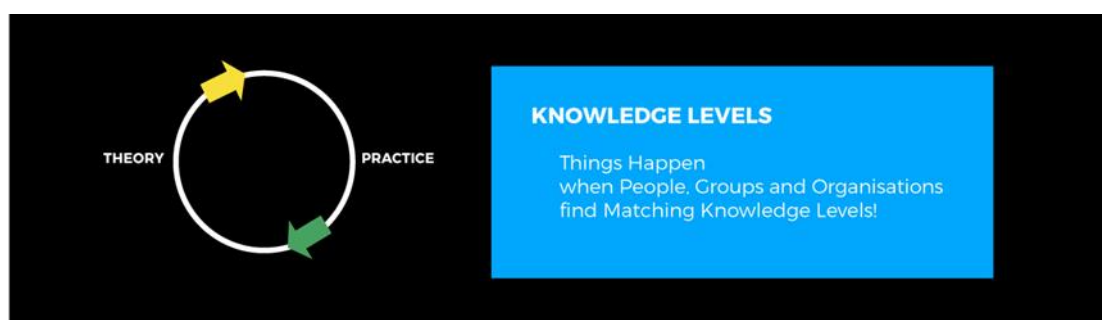 THEORY
PRACTICE
KNOWLEDGE LEVELS
Things Happen
when People, Groups and Organisations
find Matching Knowledge Levels!